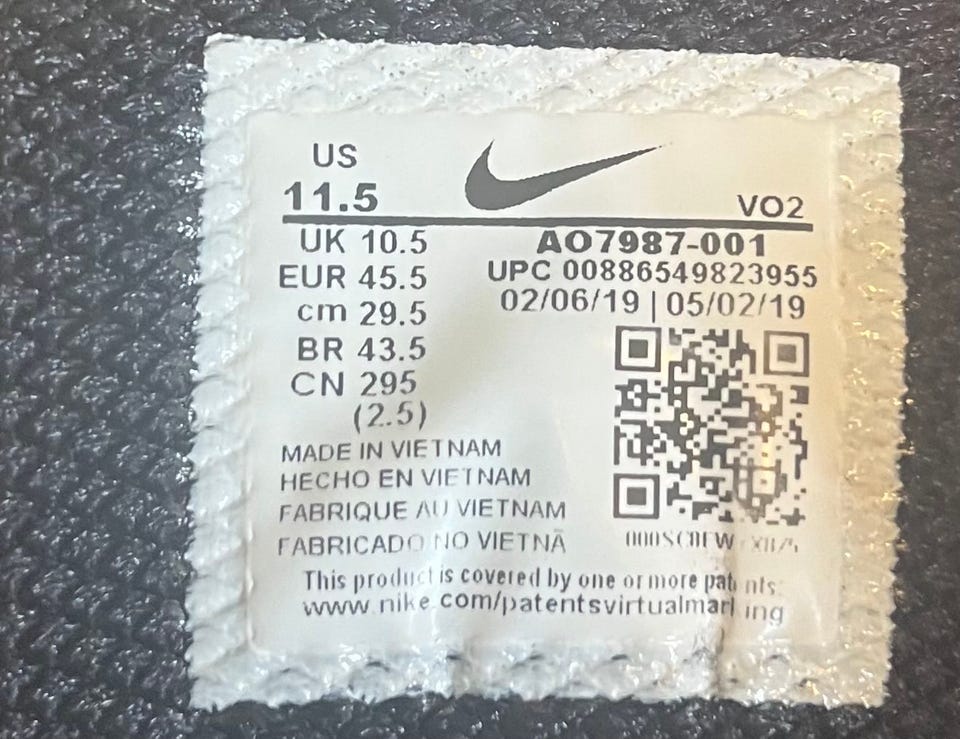 US
11.5
VO2
UK 10.5
EUR 45.5
cm 29.5
BR 43.5
CN 295
(2.5)
AO7987-001
UPC 00886549823955
02/06/19 | 05/02/19
MADE IN VIETNAM
HECHO EN VIETNAM
FABRIQUE AU VIETNAM
FABRICADO NO VIETNÃ
This product is covered by one or more patents:
www.nike.com/patentsvirtualmarking